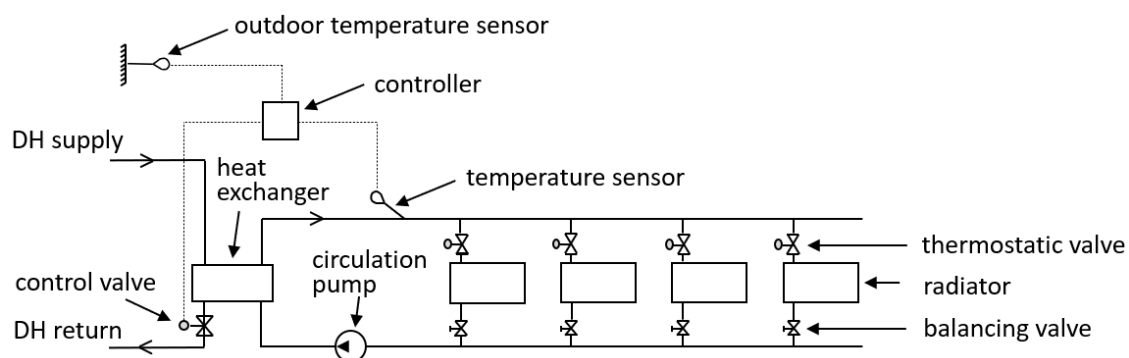 outdoor temperature sensor
controller
DH supply
heat
exchanger
temperature sensor
circulation
pump
thermostatic valve
control valve
radiator
DH return
balancing valve